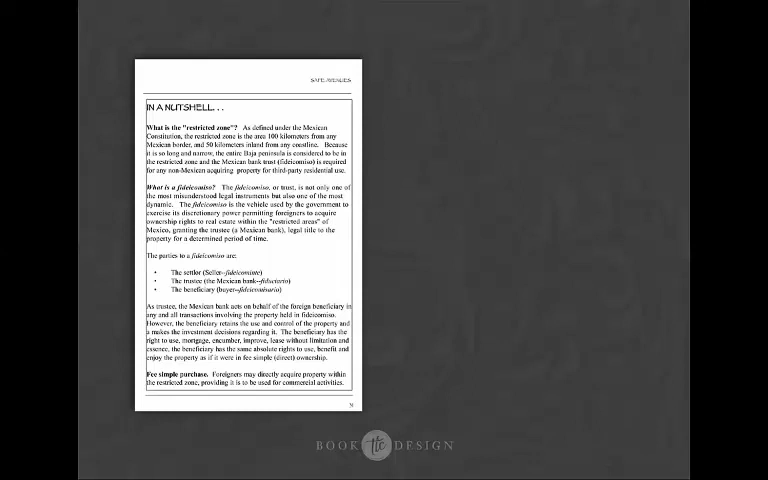 SAFE AVENUES
IN A NUTSHELL. . .
What is the "restricted zone"? As defined under the Mexican
Constitution, the restricted zone is the area 100 kilometers from any
Mexican border, and 50 kilometers inland from any coastline. Because
it is so long and narrow, the entire Baja peninsula is considered to be in
the restricted zone and the Mexican bank trust (fideicomiso) is required
for any non-Mexican acquiring property for third-party residential use.
What is a fideicomiso? The fideicomiso, or trust, is not only one of
the most misunderstood legal instruments but also one of the most
dynamic. The fideicomiso is the vehicle used by the government to
exercise its discretionary power permitting foreigners to acquire
ownership rights to real estate within the "restricted areas" of
Mexico, granting the trustee (a Mexican bank), legal title to the
property for a determined period of time.
The parties to a fideicomiso are:
• The settlor (Seller--fideicomitente)
• The trustee (the Mexican bank--fiduciario)
• The beneficiary (buyer--fideicomisario)
As trustee, the Mexican bank acts on behalf of the foreign beneficiary in
any and all transactions involving the property held in fideicomiso.
However, the beneficiary retains the use and control of the property and
a makes the investment decisions regarding it. The beneficiary has the
right to use, mortgage, encumber, improve, lease without limitation and
essence, the beneficiary has the same absolute rights to use, benefit and
enjoy the property as if it were in fee simple (direct) ownership.
Fee simple purchase. Foreigners may directly acquire property within
the restricted zone, providing it is to be used for commercial activities.
BOOK ttc DESIGN